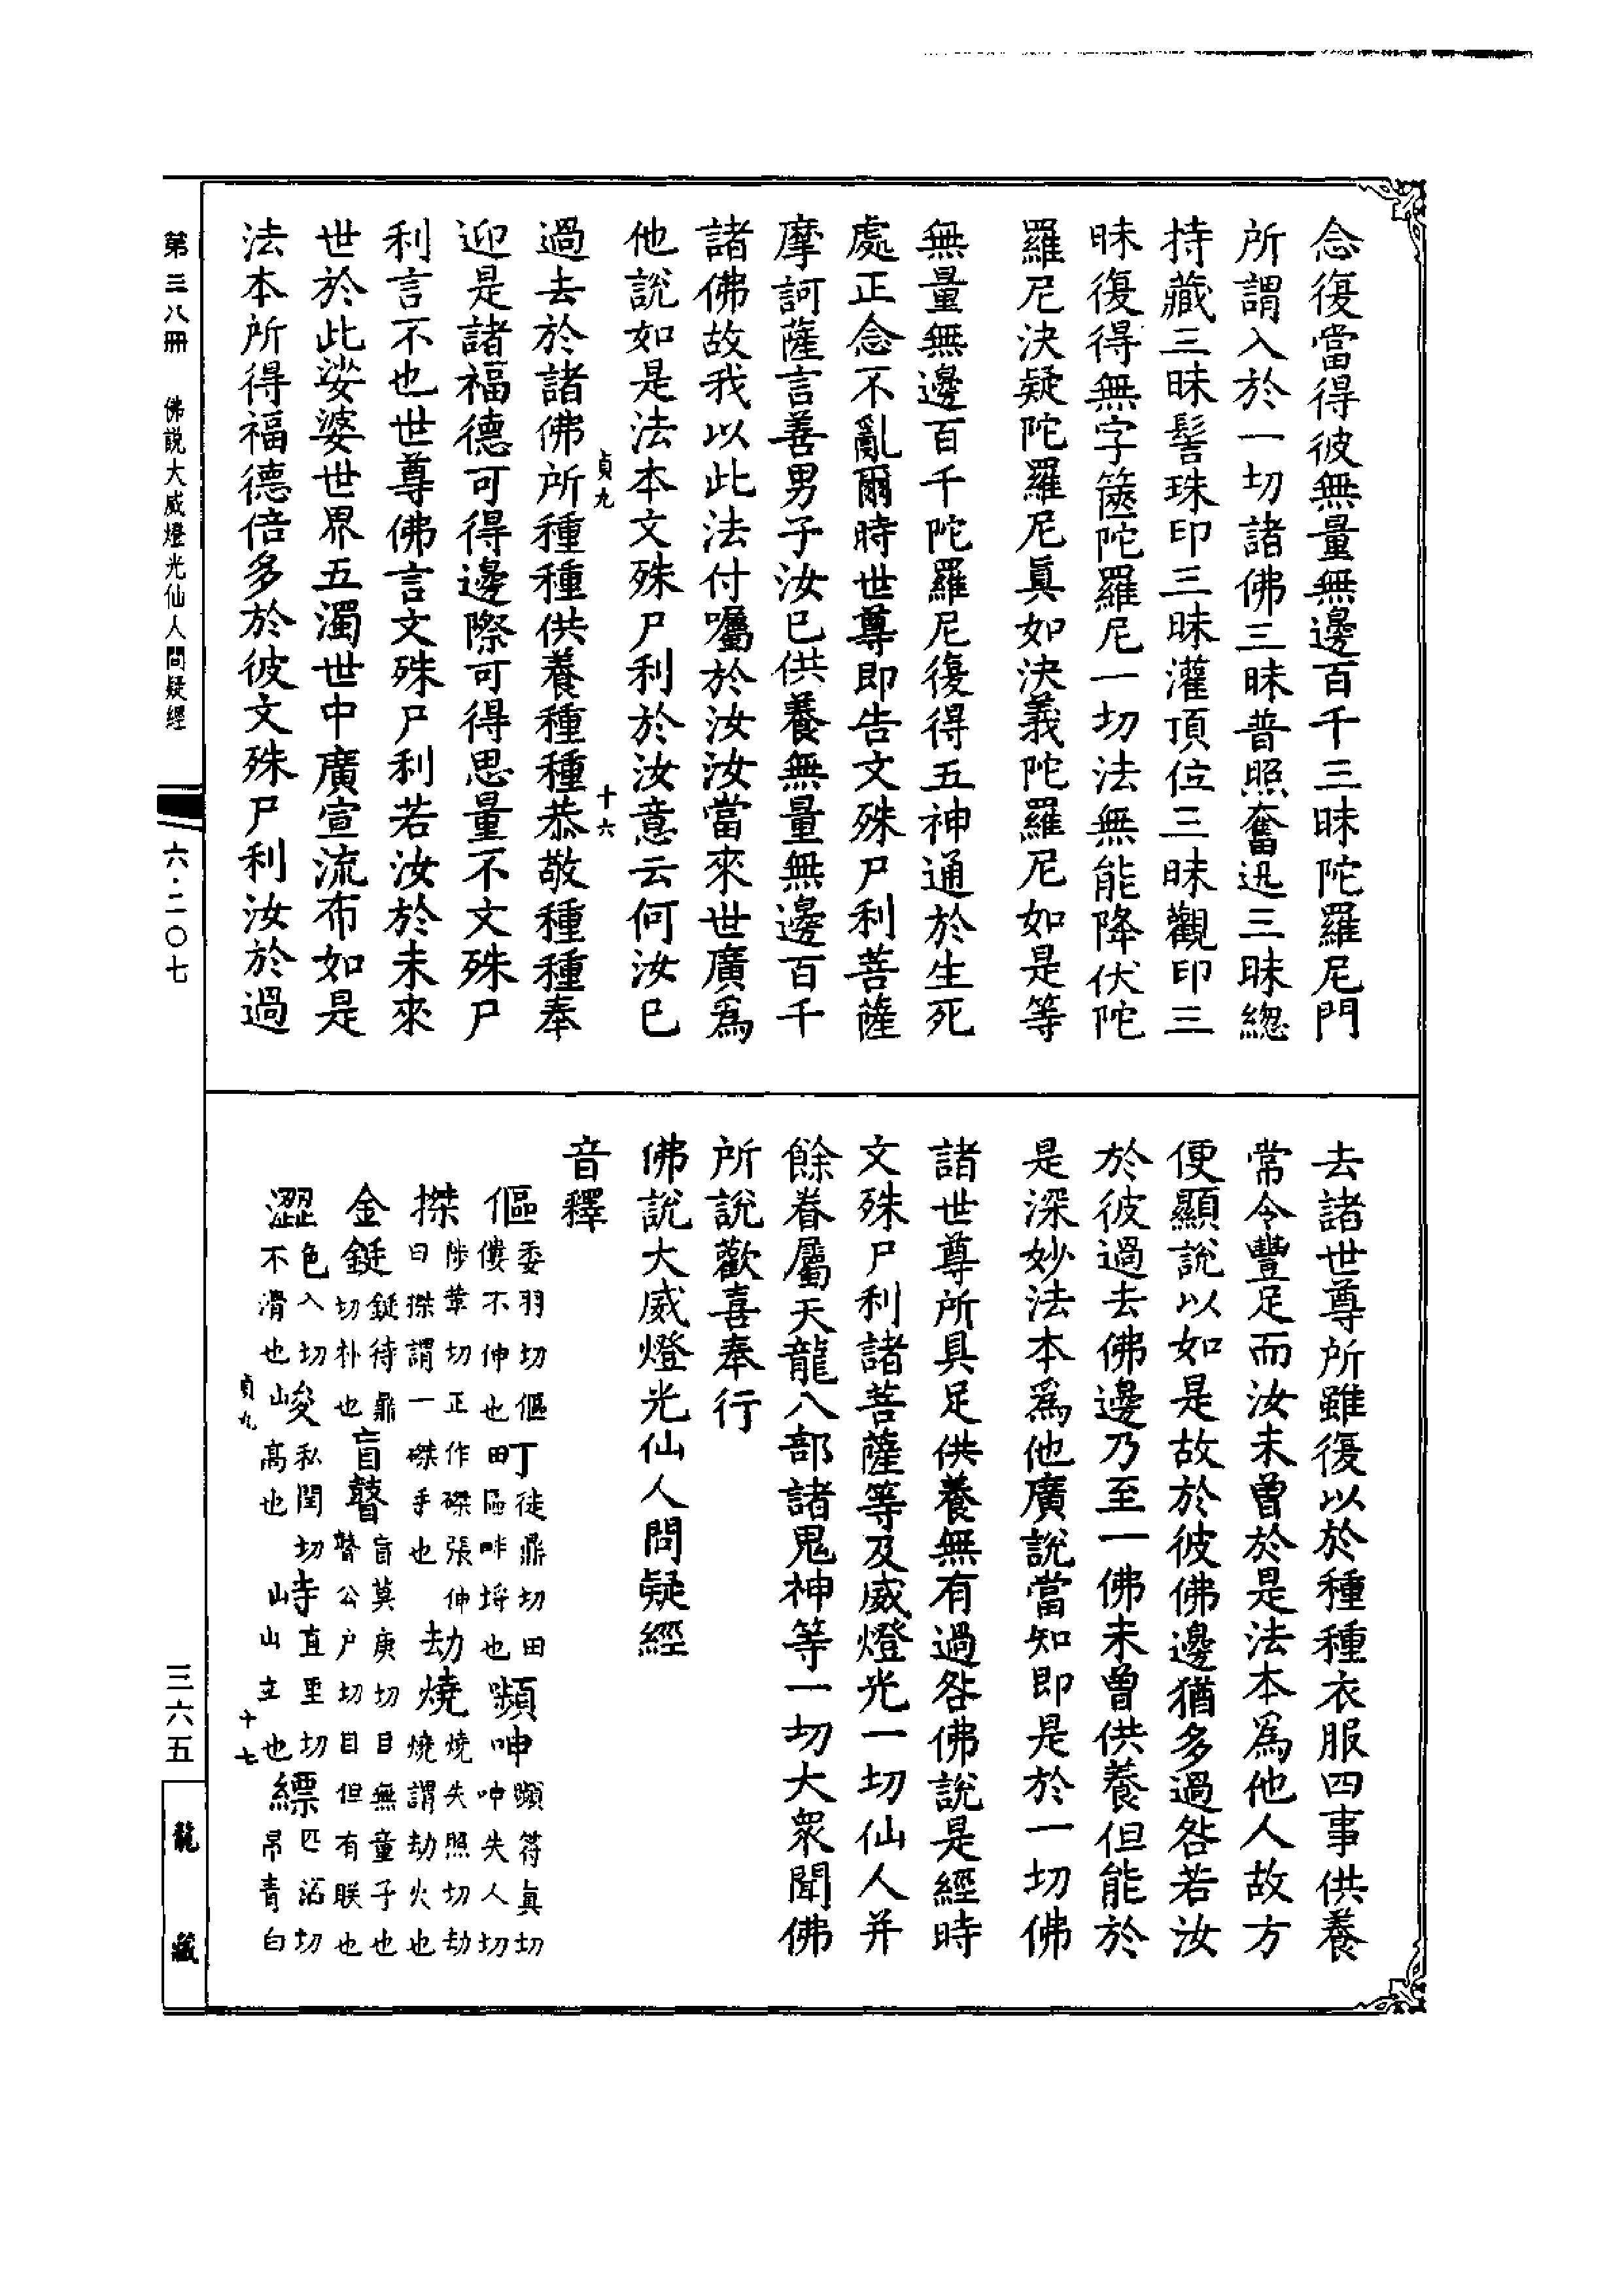 念復當得彼無量無邊百千三昧陀羅尼門
所謂入於一切諸佛三昧普照奮迅三昧緫
持藏三昧髻珠印三昧灌頂位三昧觀印三
昧復得無字篋陀羅尼一切法無能降伏陀
羅尼決疑陀羅尼真如決義陀羅尼如是等
無量無邊百千陀羅尼復得五神通於生死
處正念不亂爾時世尊即告文殊尸利菩薩
摩訶薩言善男子汝已供養無量無邊百千
諸佛故我以此法付囑於汝汝當來世廣爲
他說如是法本文殊尸利於汝意云何汝已
貞九
十六
過去於諸佛所種種供養種種恭敬種種奉
迎是諸福德可得邊際可得思量不文殊尸
利言不也世尊佛言文殊尸利若汝於未來
世於此娑婆世界五濁世中廣宣流布如是
法本所得福德倍多於彼文殊尸利汝於過
去諸世尊所雖復以於種種衣服四事供養
常令豐足而汝未曾於是法本為他人故方
便顯說以如是故於彼佛邊猶多過咎若汝
於彼過去佛邊乃至一佛未曾供養但能於
是深妙法本爲他廣說當知即是於一切佛
諸世尊所具足供養無有過咎佛說是經時
文殊尸利諸菩薩等及威燈光一切仙人并
餘眷屬天龍八部諸鬼神等一切大衆聞佛
所說歡喜奉行
佛說大威燈光仙人問疑經
音釋
傴委羽切傴僂不伸也町徒鼎切田田區畔埒也嚬呻嚬符真切呻失人切
搩陟革切正作磔張伸曰搩謂一磔手也劫燒燒失照切劫燒謂劫火也
金鋌鋌待鼎切朴也盲瞽盲莫庚切目無童子也瞽公户切目但有朕也
澀色入切不滑也峻私閏切山高也峙直里切山立也縹匹沼切帛青白
貞九
十七
第三八冊　佛說大威燈光仙人問疑經
六·二〇七
三六五
龍藏